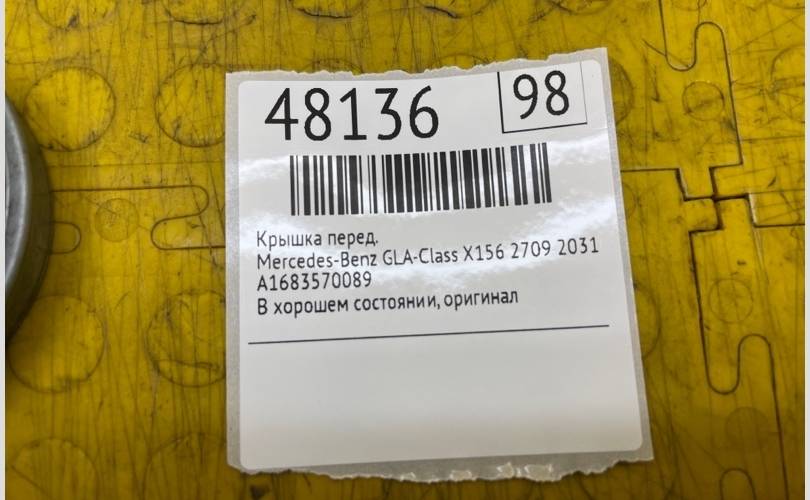 48136
98
Крышка перед.
Mercedes-Benz GLA-Class X156 2709 2031
A1683570089
В хорошем состоянии, оригинал